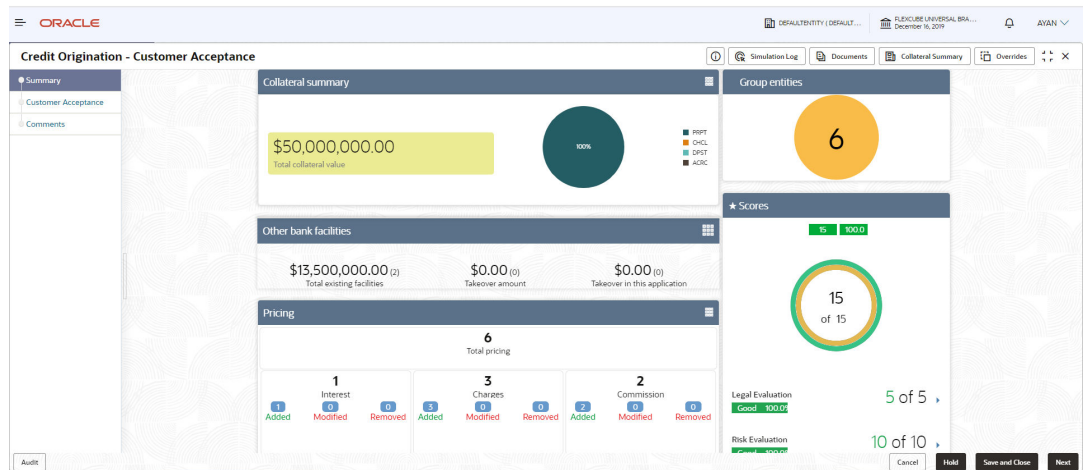 ORACLE
DEFAULTENTITY ( DEFAULT...
FLEXCUBE UNIVERSAL BRA...
December 16, 2019
AYAN
Credit Origination - Customer Acceptance
Simulation Log
Documents
Collateral Summary
Overrides
Summary
Customer Acceptance
Comments
Collateral summary
$50,000,000.00
Total collateral value
100%
PRPT
CHCL
DPST
ACRC
Group entities
6
Other bank facilities
$13,500,000.00 (2)
Total existing facilities
$0.00 (0)
Takeover amount
$0.00 (0)
Takeover in this application
Pricing
6
Total pricing
1
Interest
1 0 0
Added Modified Removed
3
Charges
3 0 0
Added Modified Removed
2
Commission
2 0 0
Added Modified Removed
★ Scores
15 100.0
15
of 15
Legal Evaluation
Good 100.0%
5 of 5
Risk Evaluation
10 of 10
Audit
Cancel
Hold
Save and Close
Next